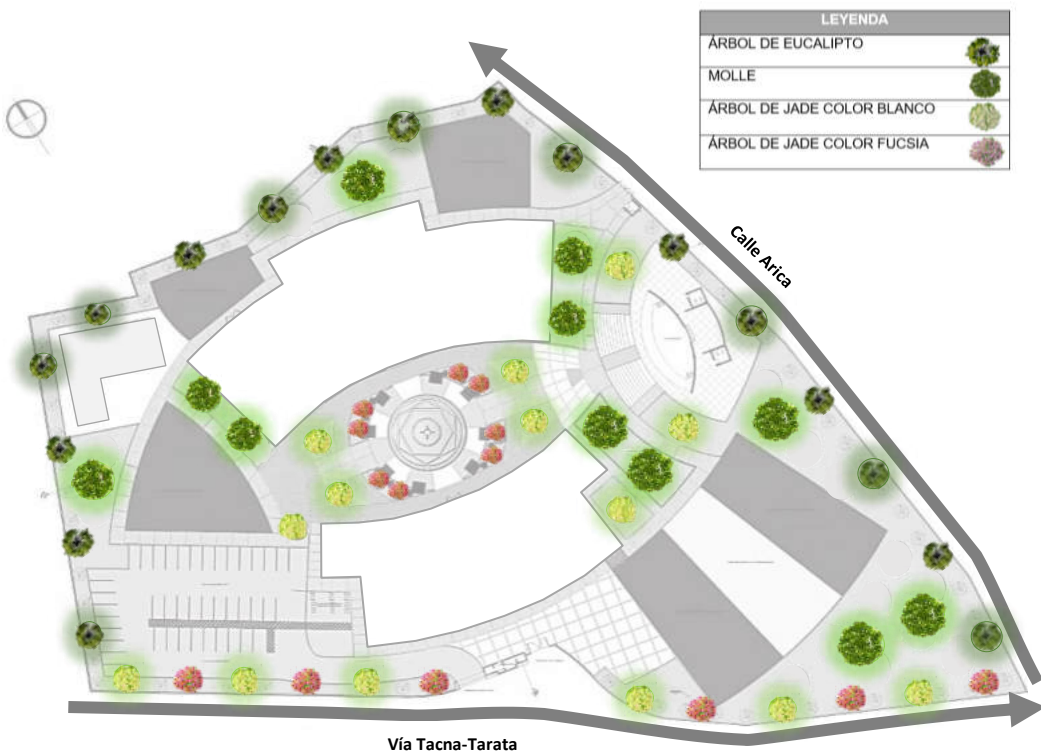 LEYENDA
ÁRBOL DE EUCALIPTO
MOLLE
ÁRBOL DE JADE COLOR BLANCO
ÁRBOL DE JADE COLOR FUCSIA
Calle Arica
Vía Tacna-Tarata